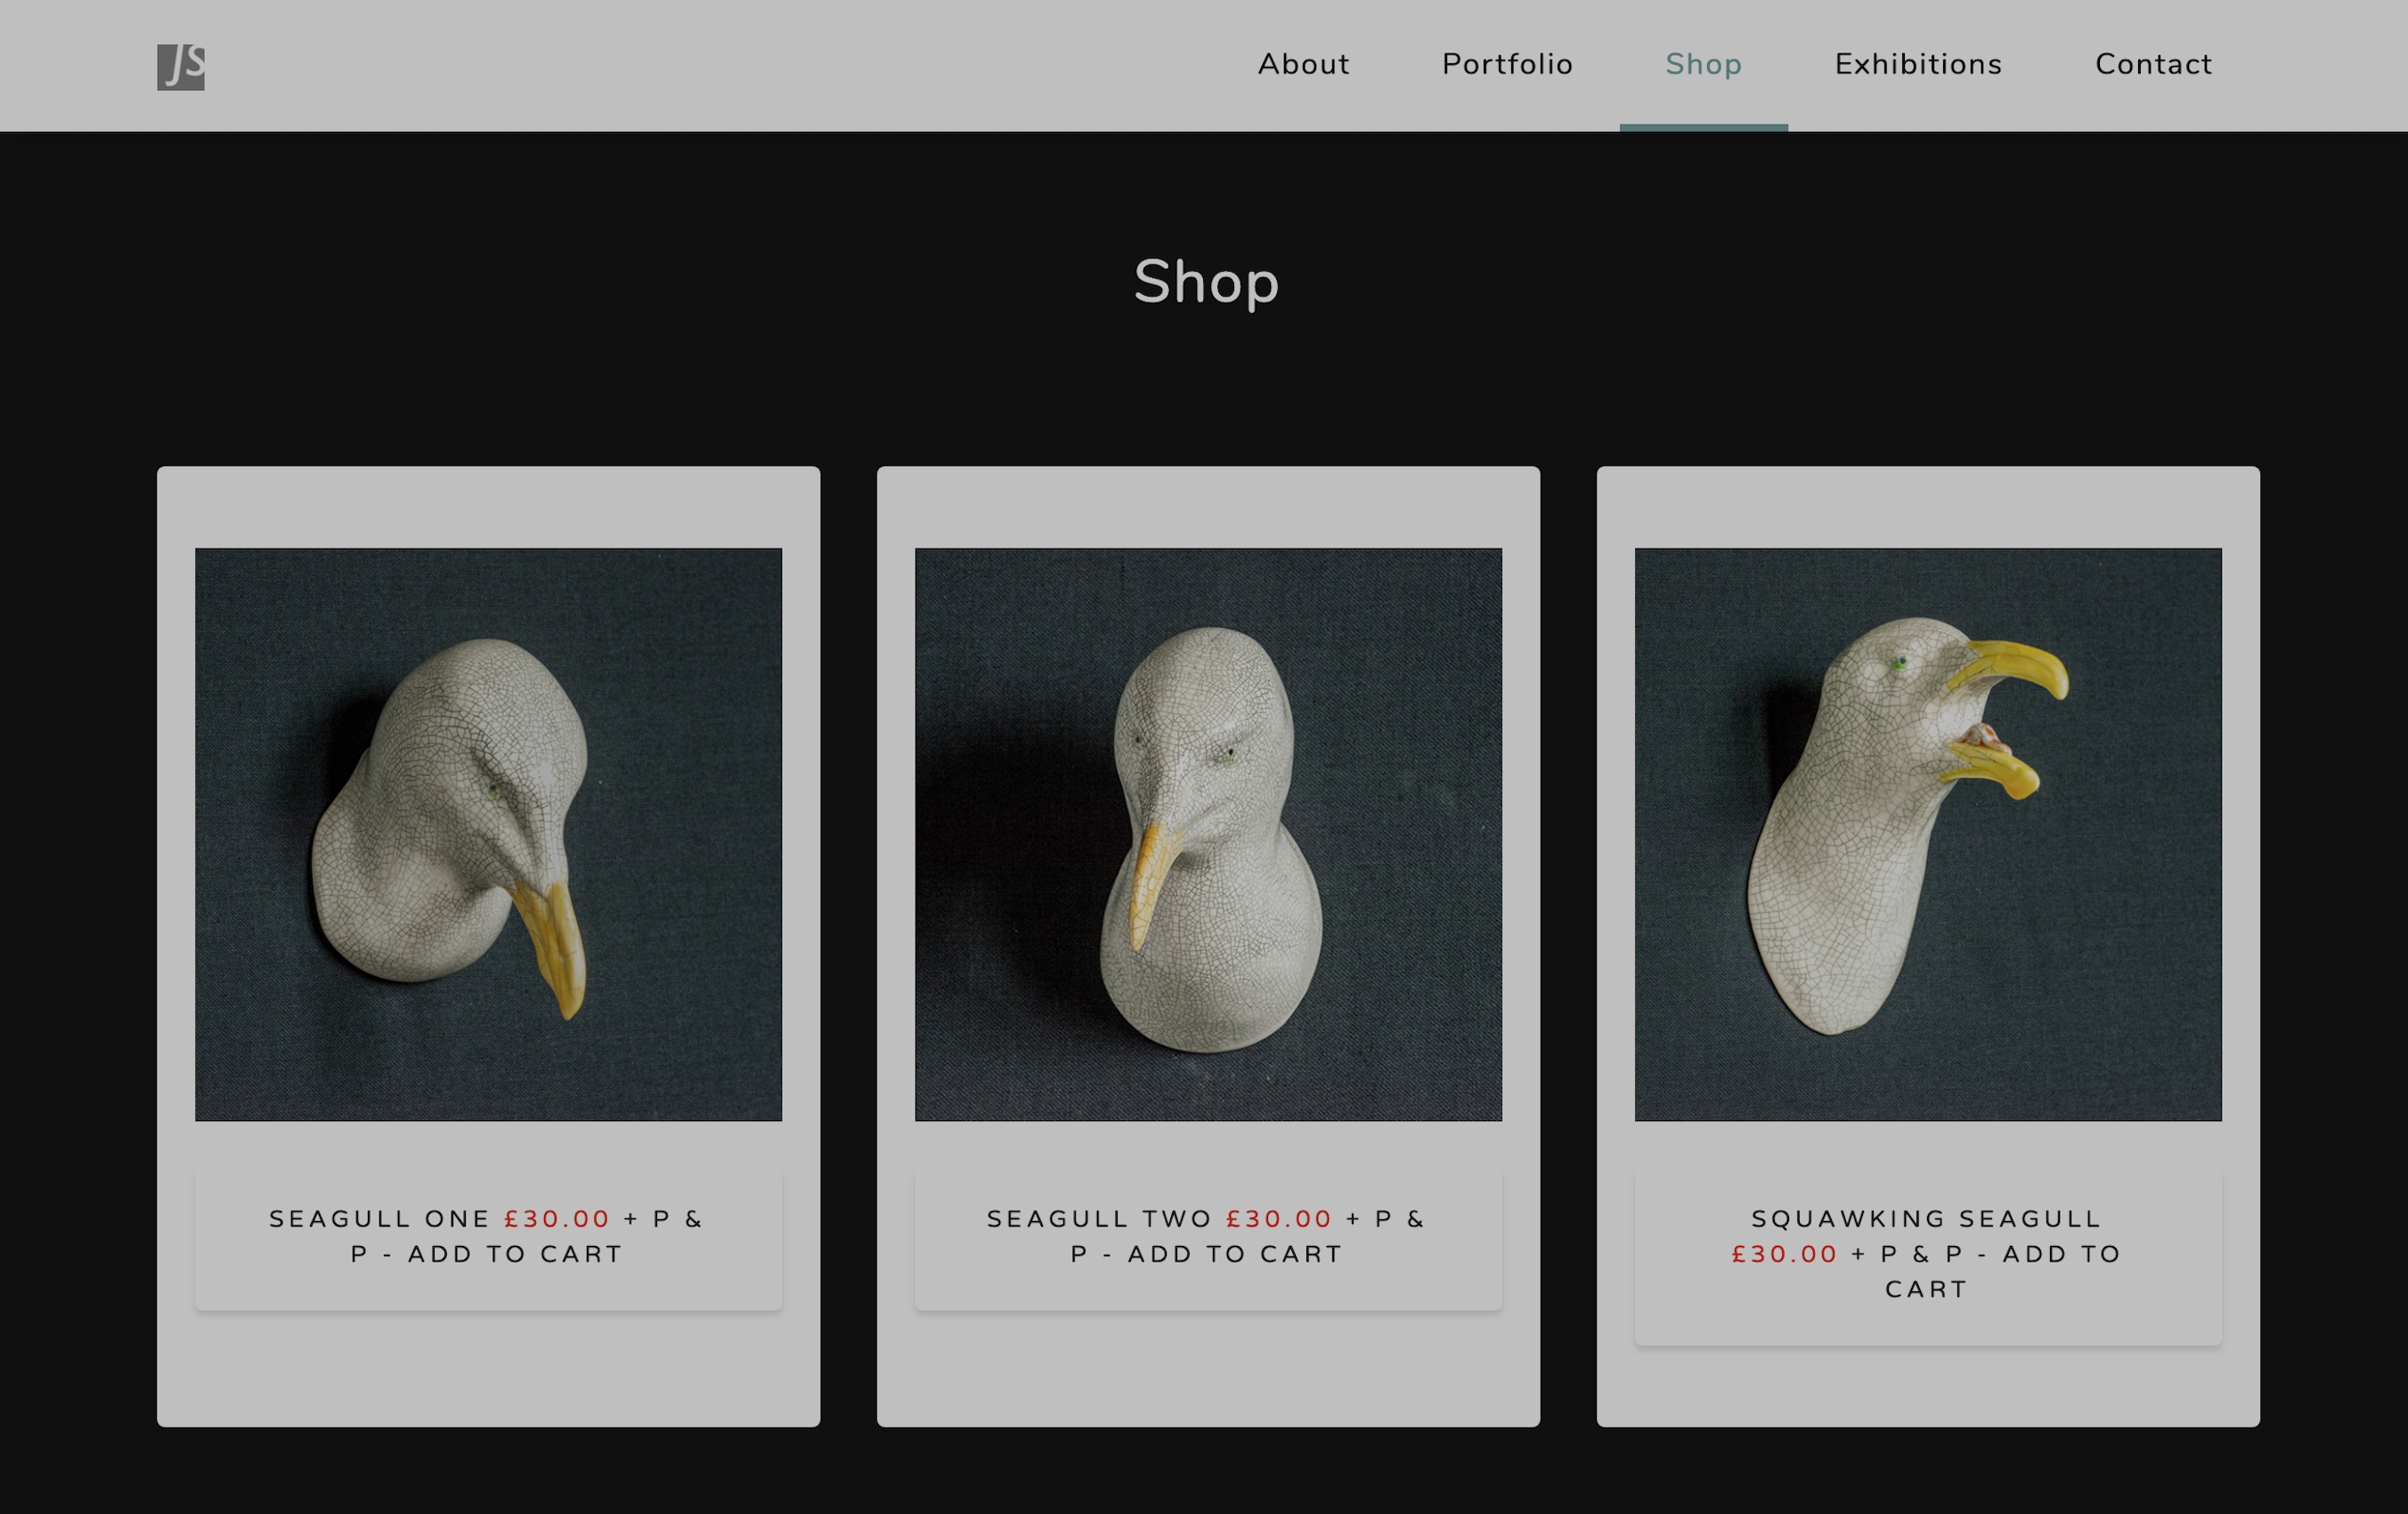 JS
About Portfolio Shop Exhibitions Contact
Shop
SEAGULL ONE £30.00 + P &
P - ADD TO CART
SEAGULL TWO £30.00 + P &
P - ADD TO CART
SQUAWKING SEAGULL
£30.00 + P & P - ADD TO
CART